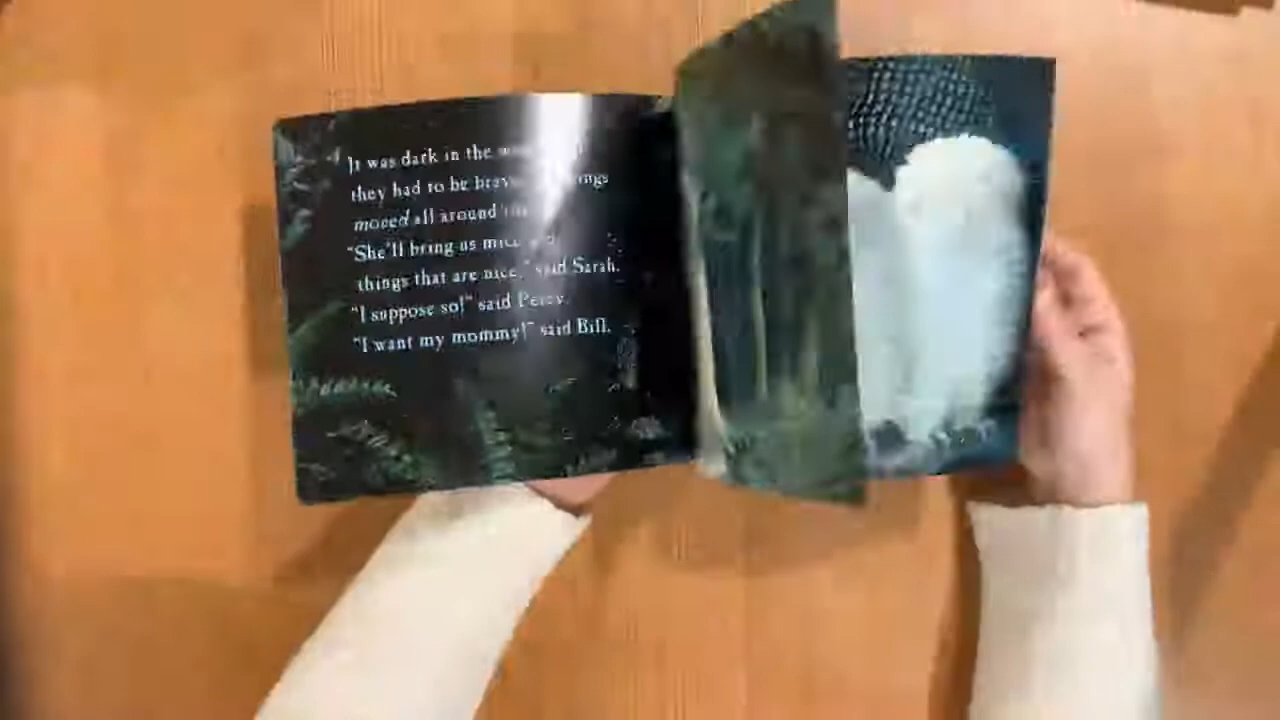 It was dark in the
they had to be brave
moved all around
"She'll bring us mice
things that are nice," said Sarah.
"I suppose so!" said Percy.
"I want my mommy!" said Bill.